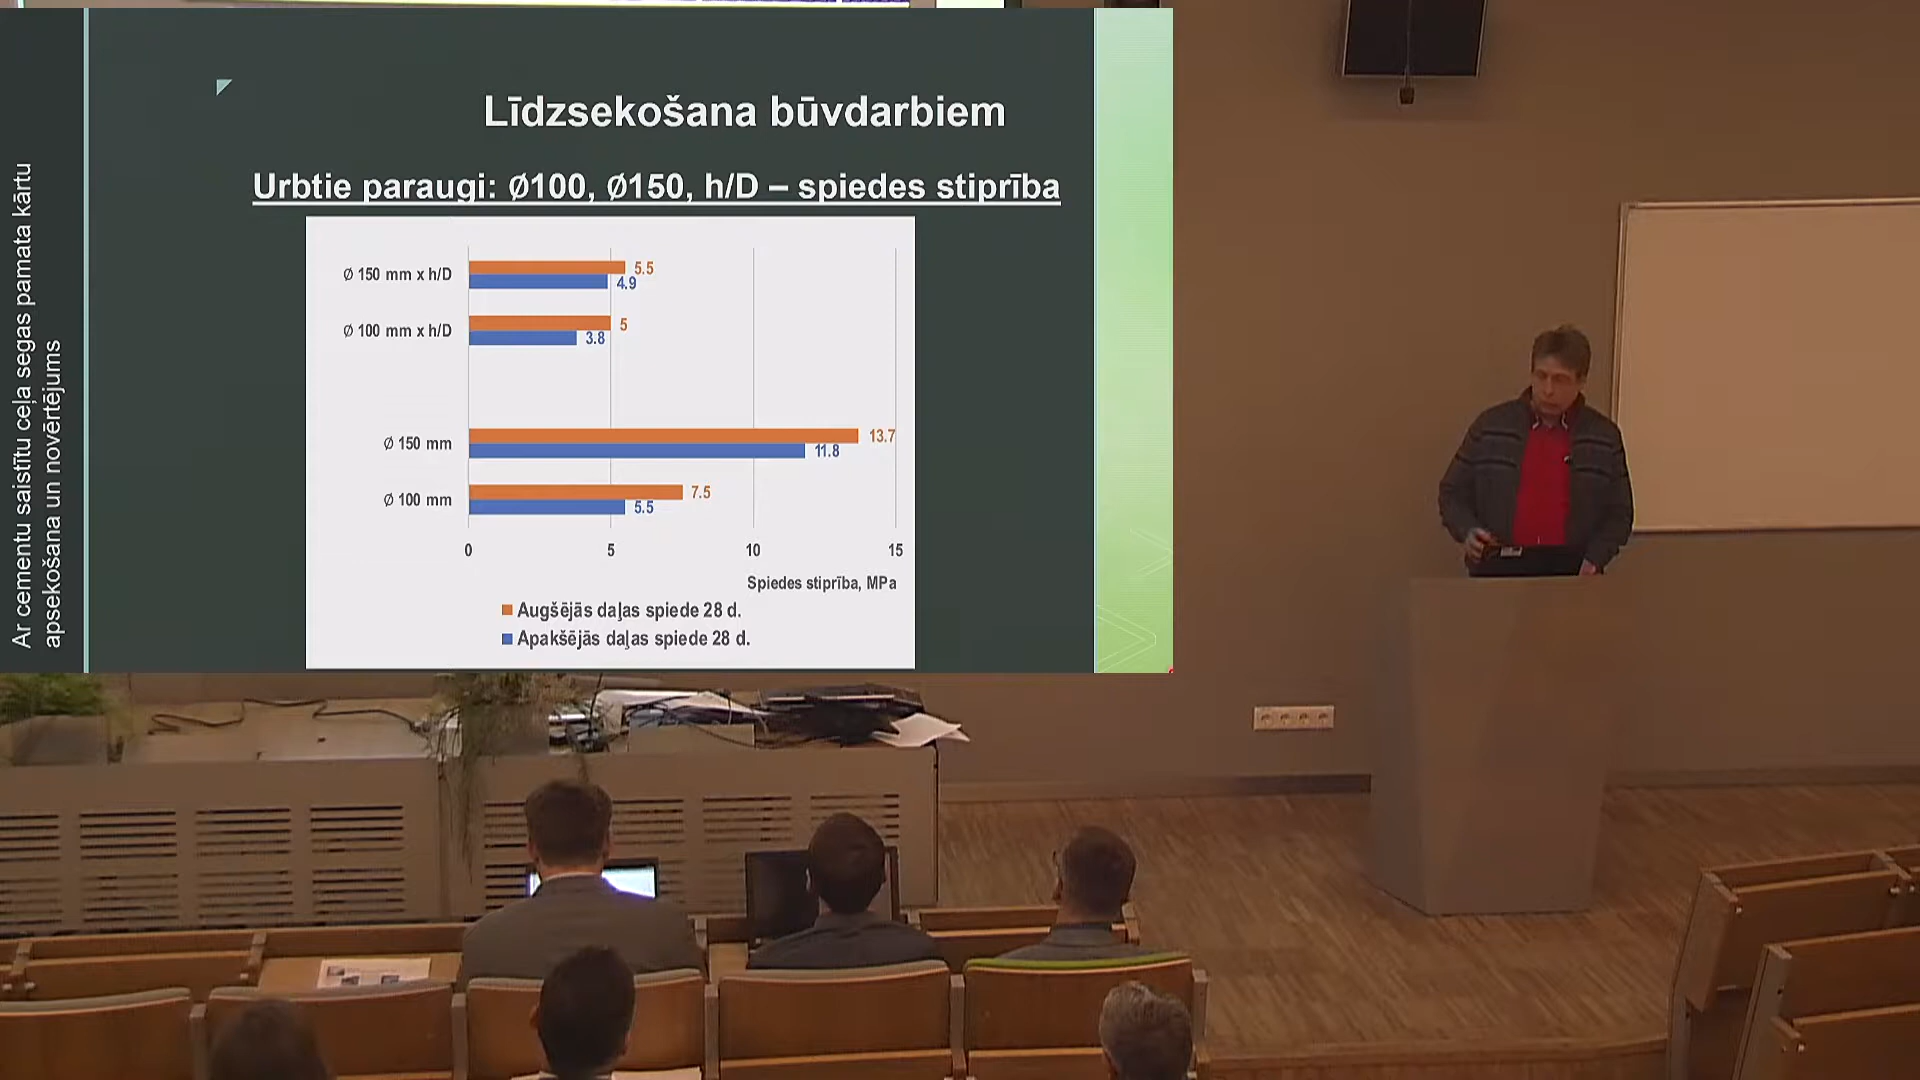 Ar cementu saistītu ceļa segas pamata kārtu
apsekošana un novērtējums
Līdzsekošana būvdarbiem
Urbtie paraugi: Ø100, Ø150, h/D – spiedes stiprība
Ø 150 mm x h/D
5.5
4.9
Ø 100 mm x h/D
5
3.8
Ø 150 mm
13.7
11.8
Ø 100 mm
7.5
5.5
0 5 10 15
Spiedes stiprība, MPa
Augšējās daļas spiede 28 d.
Apakšējās daļas spiede 28 d.